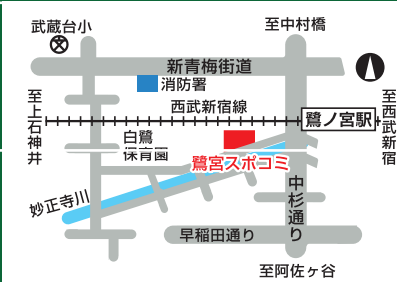 武蔵台小
至中村橋
新青梅街道
消防署
西武新宿線
至上石神井
鷺ノ宮駅
至西武新宿
白鷺
保育園
鷺宮スポコミ
妙正寺川
中杉通り
早稲田通り
至阿佐ヶ谷